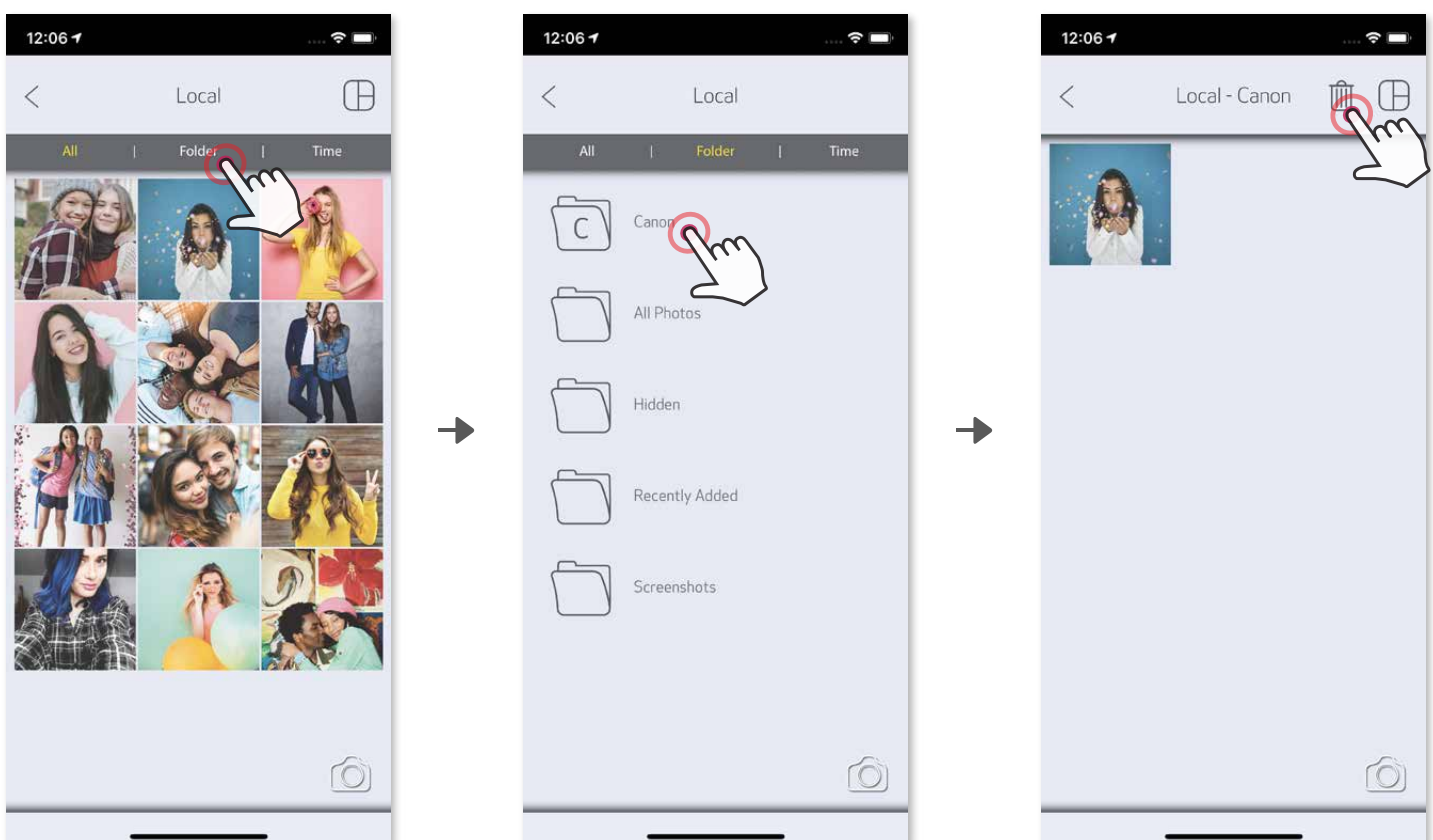 12:06
Local
All | Folder | Time
12:06
Local
All | Folder | Time
C
Canon
All Photos
Hidden
Recently Added
Screenshots
12:06
Local - Canon